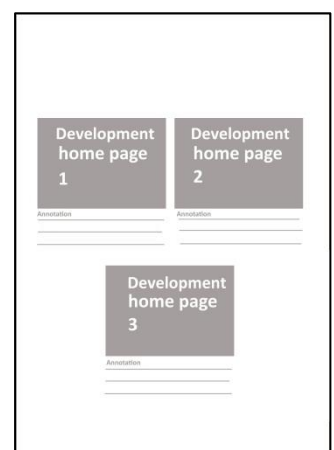 Development
home page
1
Development
home page
2
Annotation
Annotation
Development
home page
3
Annotation